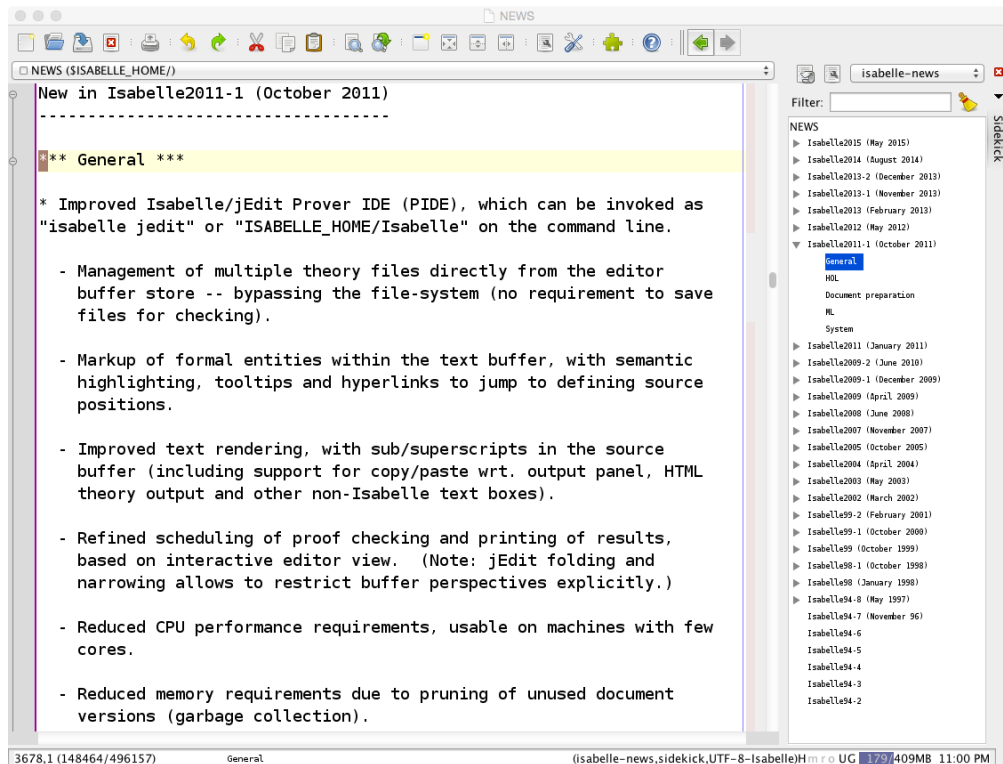 NEWS
NEWS ($ISABELLE_HOME/)
New in Isabelle2011-1 (October 2011)
------------------------------------
*** General ***
* Improved Isabelle/jEdit Prover IDE (PIDE), which can be invoked as
"isabelle jedit" or "ISABELLE_HOME/Isabelle" on the command line.
- Management of multiple theory files directly from the editor
buffer store -- bypassing the file-system (no requirement to save
files for checking).
- Markup of formal entities within the text buffer, with semantic
highlighting, tooltips and hyperlinks to jump to defining source
positions.
- Improved text rendering, with sub/superscripts in the source
buffer (including support for copy/paste wrt. output panel, HTML
theory output and other non-Isabelle text boxes).
- Refined scheduling of proof checking and printing of results,
based on interactive editor view.  (Note: jEdit folding and
narrowing allows to restrict buffer perspectives explicitly.)
- Reduced CPU performance requirements, usable on machines with few
cores.
- Reduced memory requirements due to pruning of unused document
versions (garbage collection).
isabelle-news
Filter:
Sidekick
NEWS
Isabelle2015 (May 2015)
Isabelle2014 (August 2014)
Isabelle2013-2 (December 2013)
Isabelle2013-1 (November 2013)
Isabelle2013 (February 2013)
Isabelle2012 (May 2012)
Isabelle2011-1 (October 2011)
General
HOL
Document preparation
ML
System
Isabelle2011 (January 2011)
Isabelle2009-2 (June 2010)
Isabelle2009-1 (December 2009)
Isabelle2009 (April 2009)
Isabelle2008 (June 2008)
Isabelle2007 (November 2007)
Isabelle2005 (October 2005)
Isabelle2004 (April 2004)
Isabelle2003 (May 2003)
Isabelle2002 (March 2002)
Isabelle99-2 (February 2001)
Isabelle99-1 (October 2000)
Isabelle99 (October 1999)
Isabelle98-1 (October 1998)
Isabelle98 (January 1998)
Isabelle94-8 (May 1997)
Isabelle94-7 (November 96)
Isabelle94-6
Isabelle94-5
Isabelle94-4
Isabelle94-3
Isabelle94-2
3678,1 (148464/496157)
General
(isabelle-news,sidekick,UTF-8-Isabelle)H m r o UG 179/409MB 11:00 PM